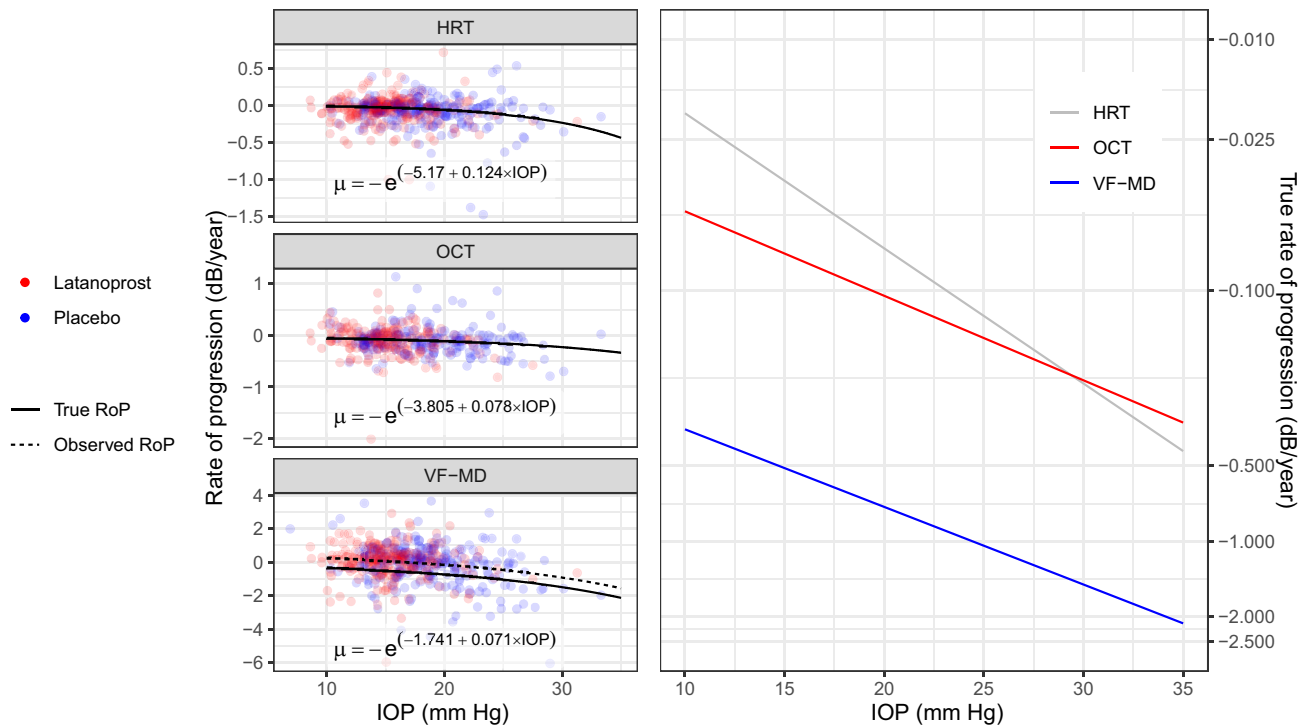 Latanoprost
Placebo
True RoP
Observed RoP
Rate of progression (dB/year)
HRT
0.5
0.0
−0.5
−1.0
−1.5
μ = −e^(−5.17 + 0.124×IOP)
OCT
1
0
−1
−2
μ = −e^(−3.805 + 0.078×IOP)
VF−MD
4
2
0
−2
−4
−6
μ = −e^(−1.741 + 0.071×IOP)
10 20 30
IOP (mm Hg)
HRT
OCT
VF−MD
−0.010
−0.025
−0.100
−0.500
−1.000
−2.000
−2.500
True rate of progression (dB/year)
10 15 20 25 30 35
IOP (mm Hg)